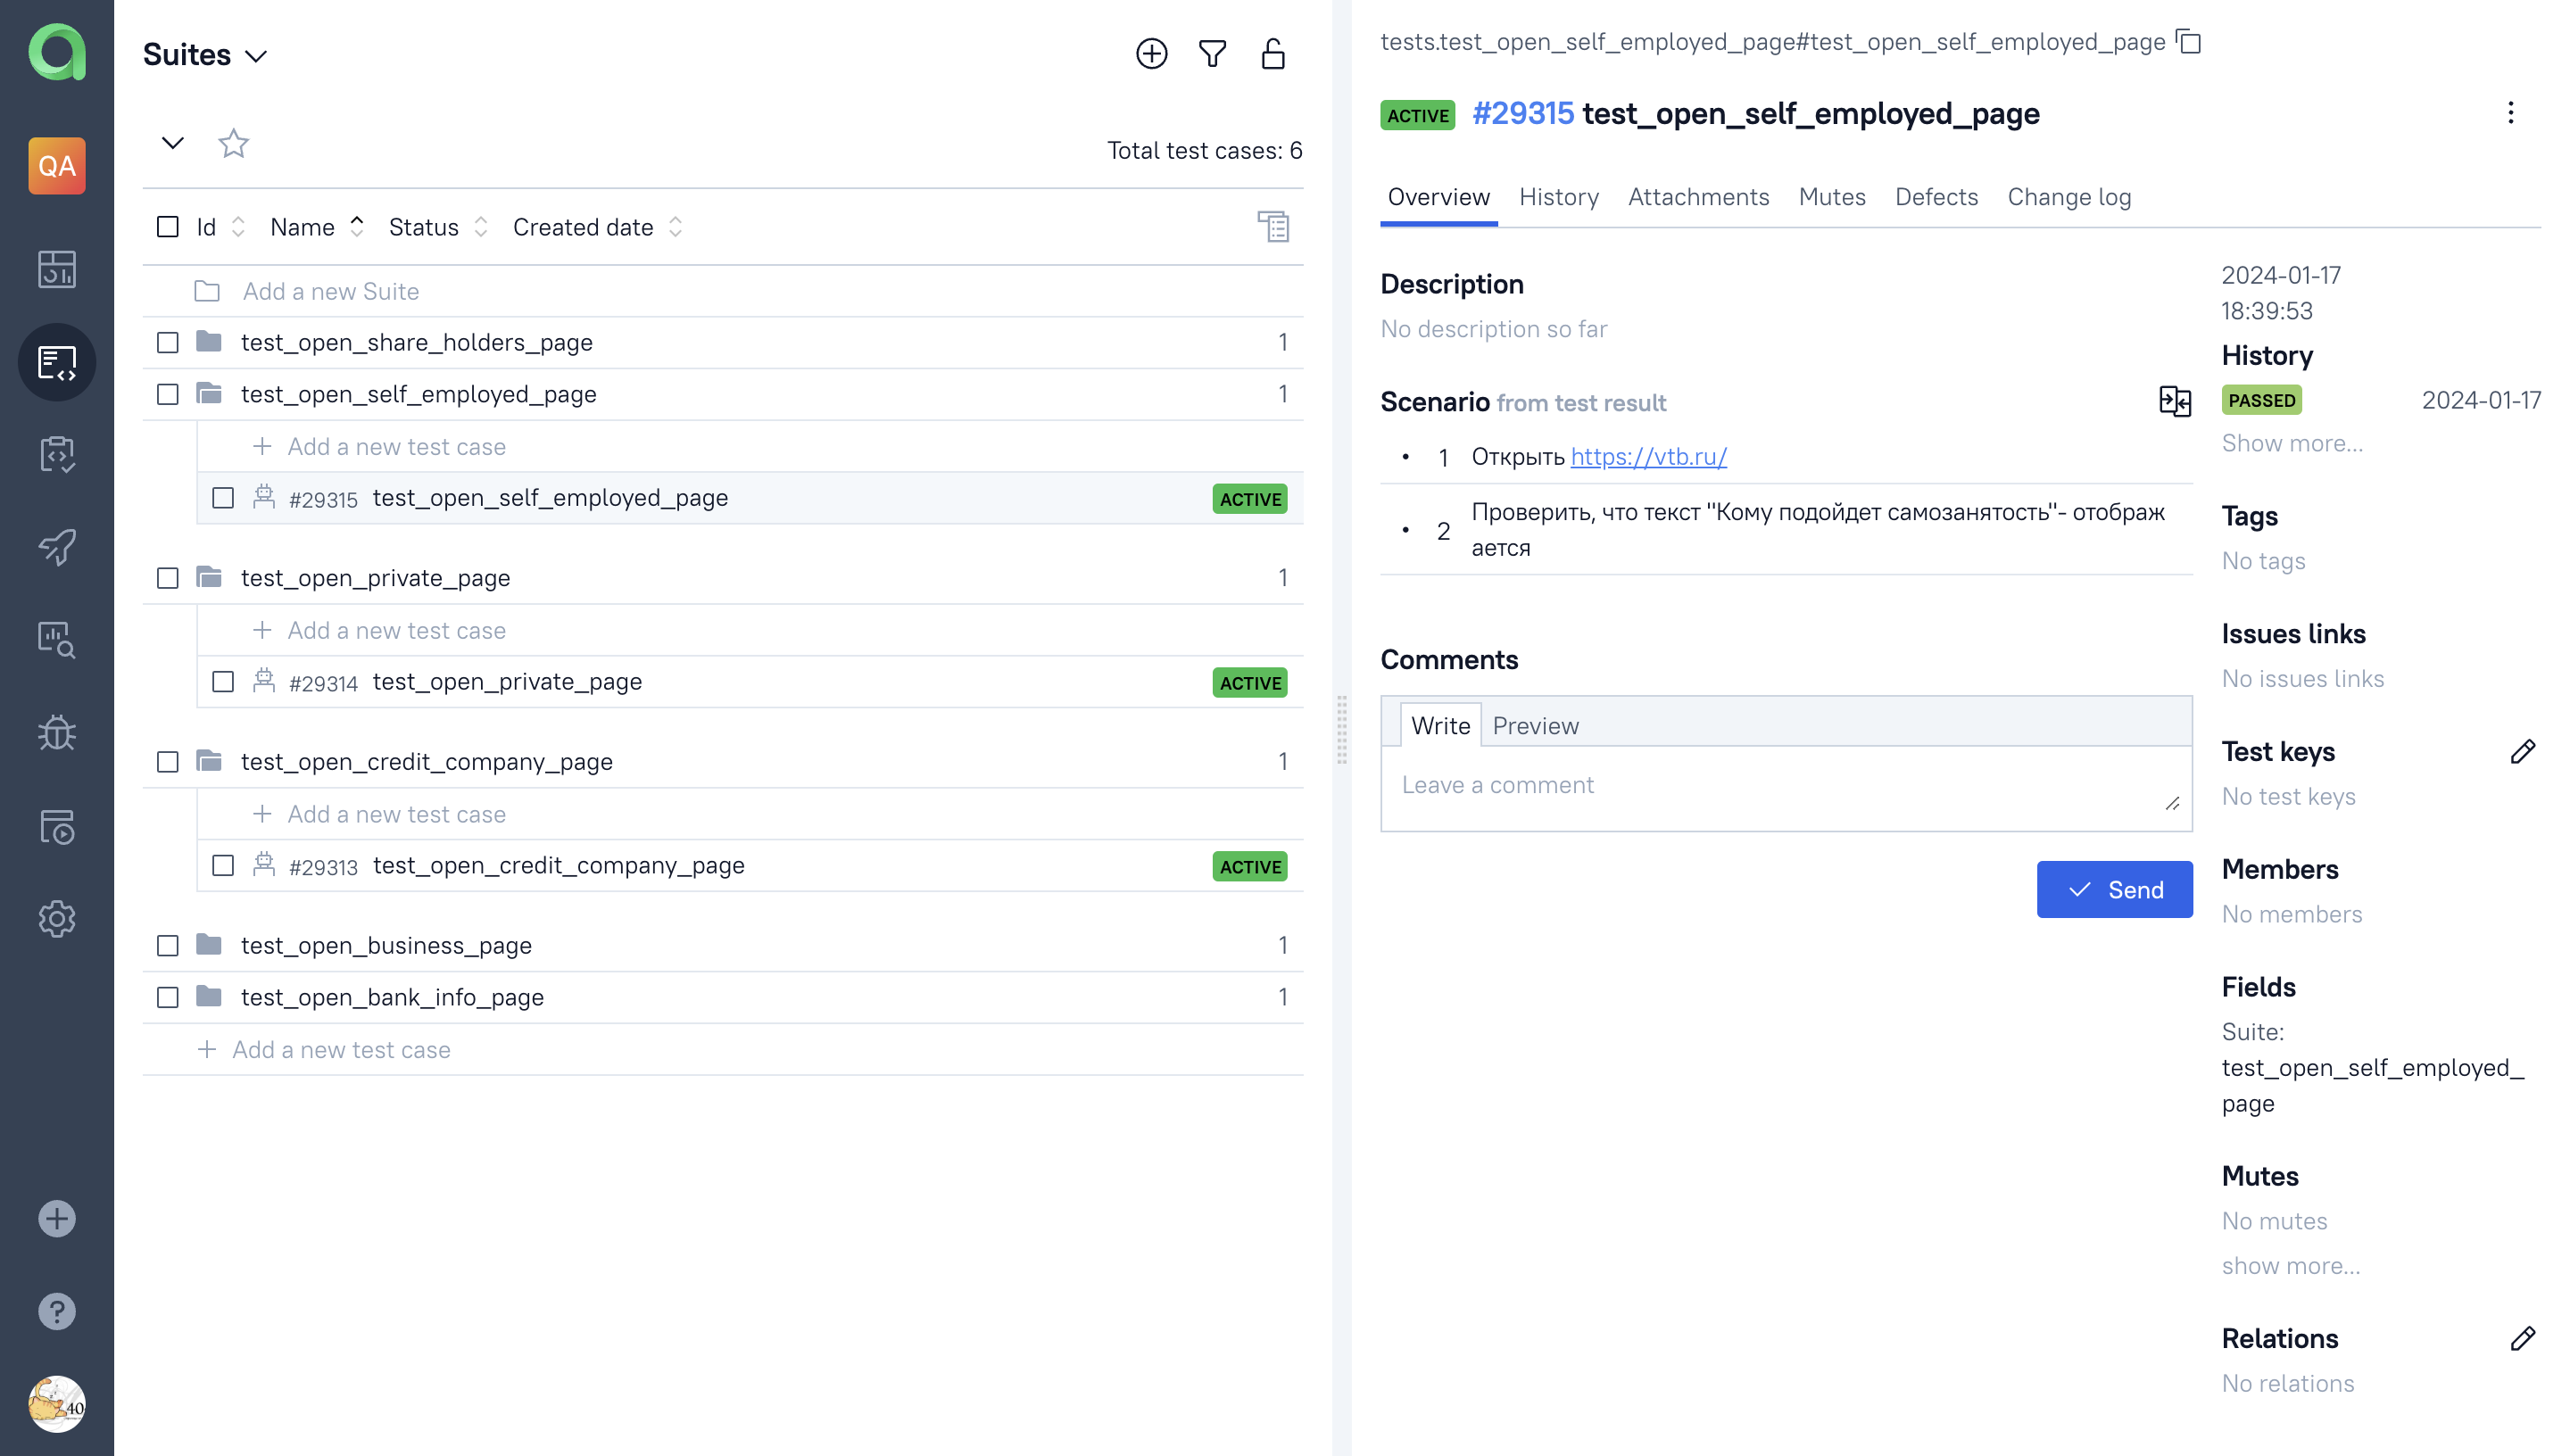 QA
Suites
Total test cases: 6
Id Name Status Created date
Add a new Suite
test_open_share_holders_page 1
test_open_self_employed_page 1
Add a new test case
#29315 test_open_self_employed_page ACTIVE
test_open_private_page 1
Add a new test case
#29314 test_open_private_page ACTIVE
test_open_credit_company_page 1
Add a new test case
#29313 test_open_credit_company_page ACTIVE
test_open_business_page 1
test_open_bank_info_page 1
Add a new test case
40
tests.test_open_self_employed_page#test_open_self_employed_page
ACTIVE #29315 test_open_self_employed_page
Overview History Attachments Mutes Defects Change log
Description
No description so far
Scenario from test result
1 Открыть https://vtb.ru/
2 Проверить, что текст "Кому подойдет самозанятость"- отображ
ается
Comments
Write Preview
Leave a comment
Send
2024-01-17
18:39:53
History
PASSED 2024-01-17
Show more...
Tags
No tags
Issues links
No issues links
Test keys
No test keys
Members
No members
Fields
Suite:
test_open_self_employed_
page
Mutes
No mutes
show more...
Relations
No relations